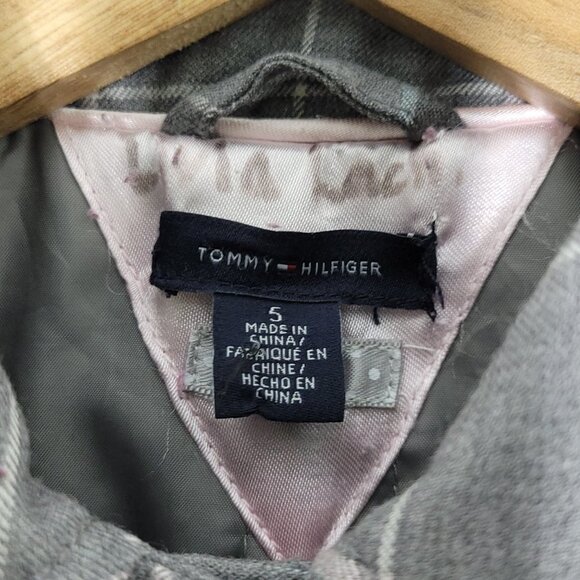 TOMMY HILFIGER
5
MADE IN
CHINA/
FABRIQUÉ EN
CHINE/
HECHO EN
CHINA